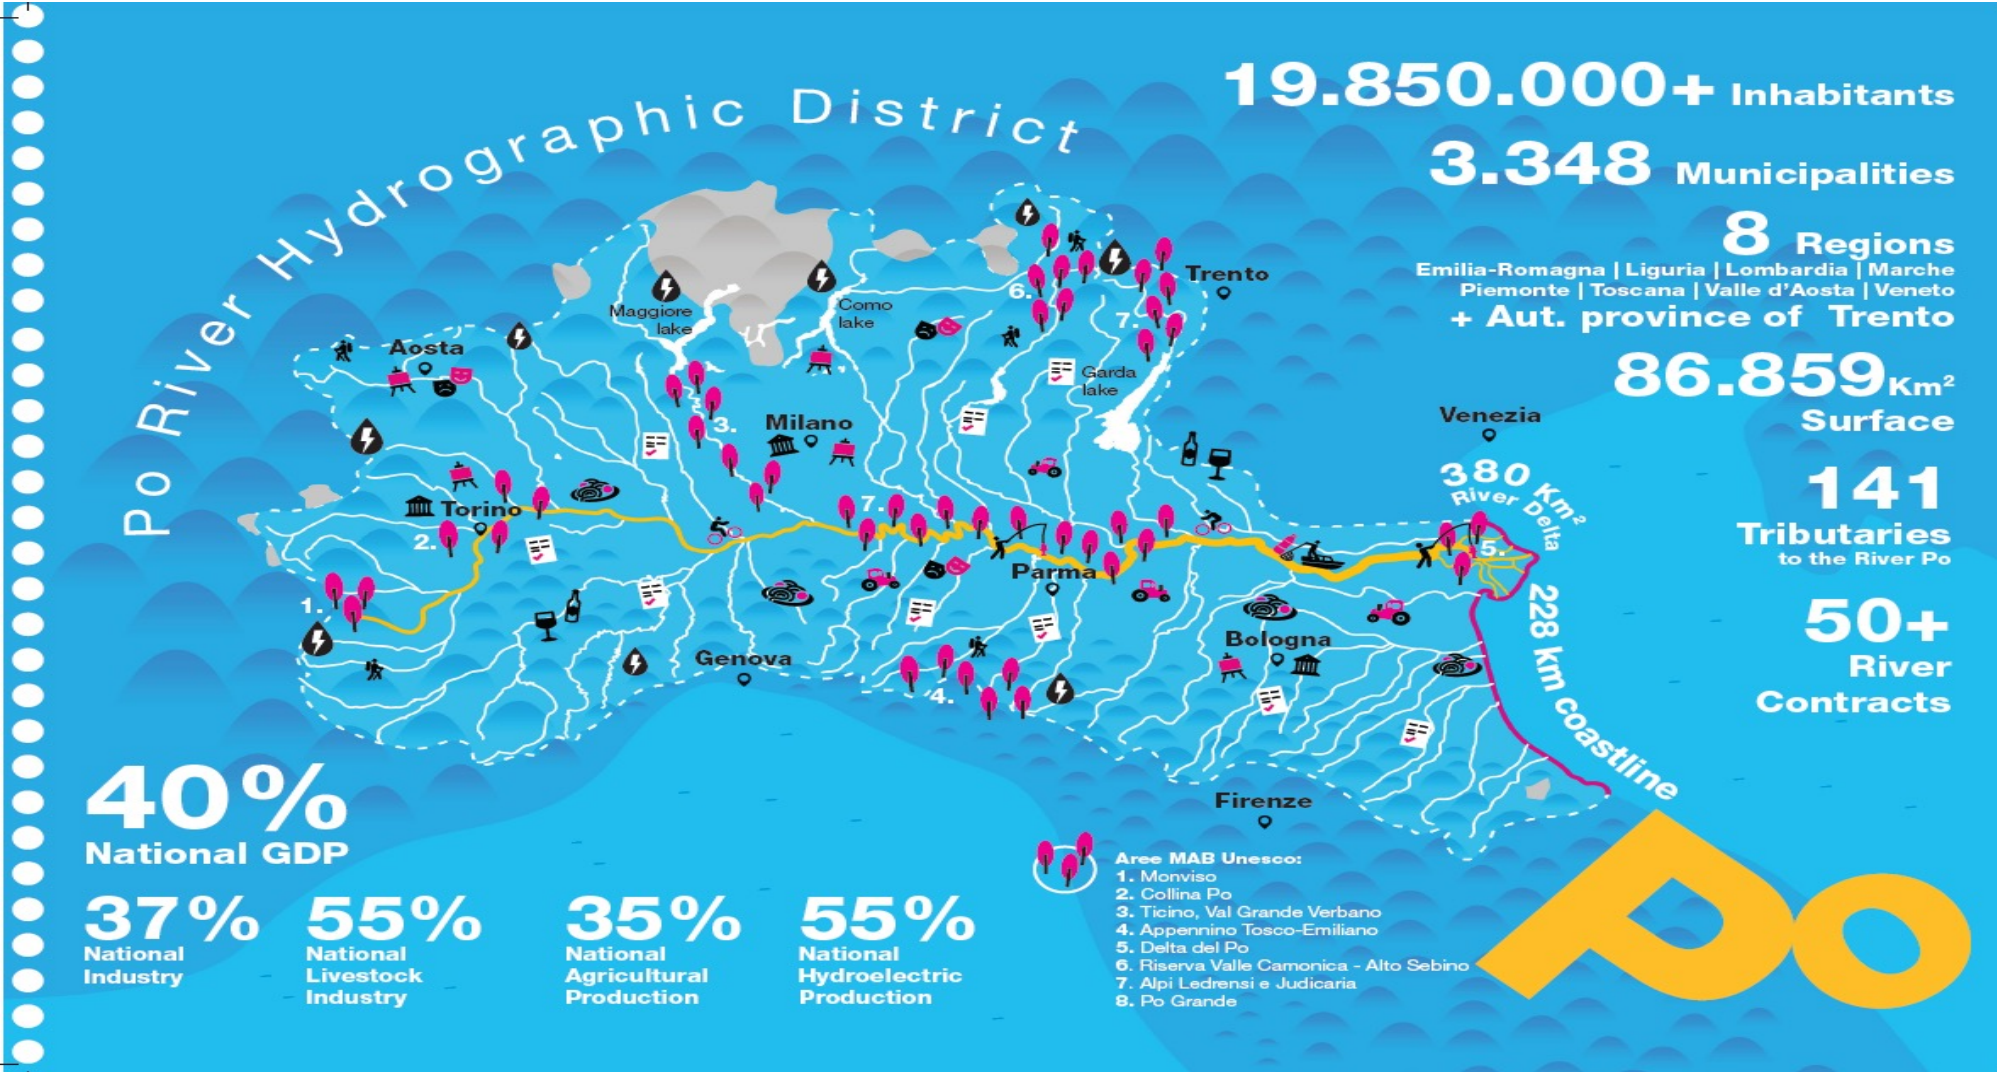 Po River Hydrographic District
19.850.000+ Inhabitants
3.348 Municipalities
8 Regions
Emilia-Romagna | Liguria | Lombardia | Marche
Piemonte | Toscana | Valle d'Aosta | Veneto
+ Aut. province of Trento
86.859 Km²
Surface
141
Tributaries
to the River Po
50+
River
Contracts
Trento
Maggiore
lake
Como
lake
6.
7.
Aosta
Garda
lake
3.
Milano
Venezia
380 Km²
River Delta
Torino
2.
7.
5.
Parma
1.
228 km coastline
Bologna
Genova
4.
Firenze
40%
National GDP
37%
National
Industry
55%
National
Livestock
Industry
35%
National
Agricultural
Production
55%
National
Hydroelectric
Production
Aree MAB Unesco:
1. Monviso
2. Collina Po
3. Ticino, Val Grande Verbano
4. Appennino Tosco-Emiliano
5. Delta del Po
6. Riserva Valle Camonica - Alto Sebino
7. Alpi Ledrensi e Judicaria
8. Po Grande
Po